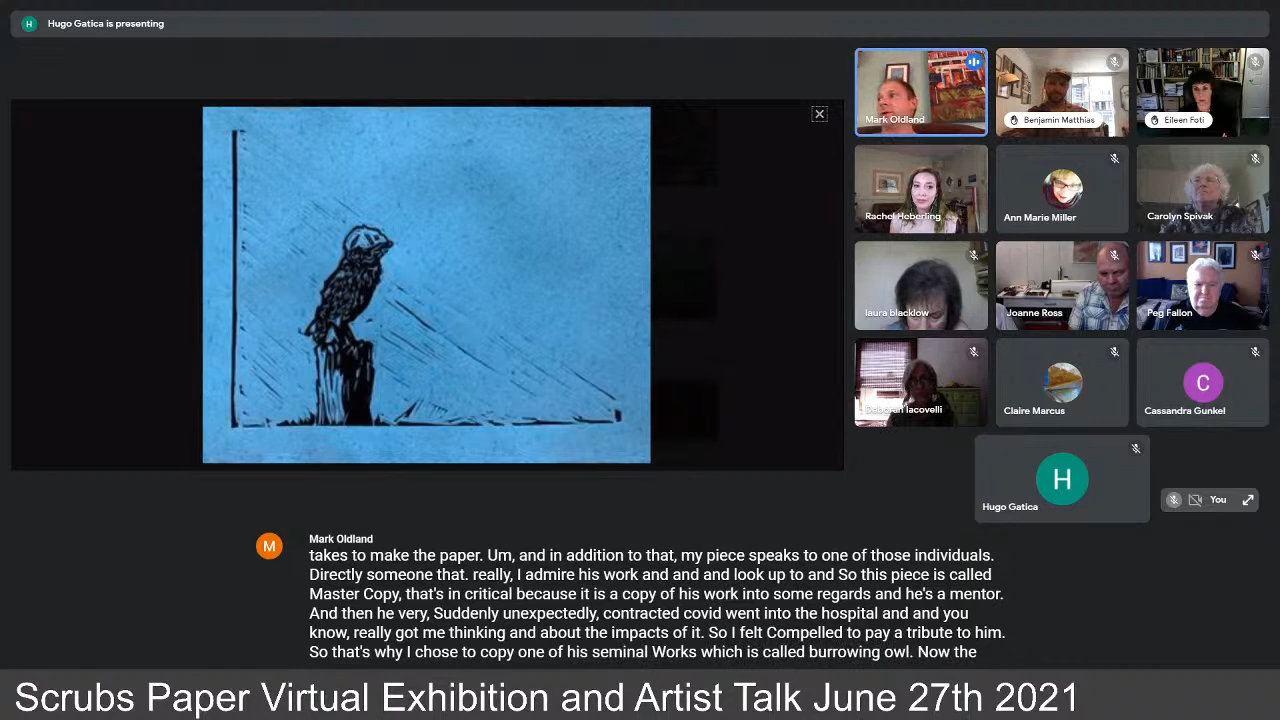 H Hugo Gatica is presenting
Mark Oldland
Benjamin Matthias
Eileen Foti
Rachel Heberling
Ann Marie Miller
Carolyn Spivak
laura blacklow
Joanne Ross
Peg Fallon
Deborah Iacovelli
Claire Marcus
C
Cassandra Gunkel
H
Hugo Gatica
You
M
Mark Oldland
takes to make the paper. Um, and in addition to that, my piece speaks to one of those individuals.
Directly someone that. really, I admire his work and and and look up to and So this piece is called
Master Copy, that's in critical because it is a copy of his work into some regards and he's a mentor.
And then he very, Suddenly unexpectedly, contracted covid went into the hospital and and you
know, really got me thinking and about the impacts of it. So I felt Compelled to pay a tribute to him.
So that's why I chose to copy one of his seminal Works which is called burrowing owl. Now the
Scrubs Paper Virtual Exhibition and Artist Talk June 27th 2021